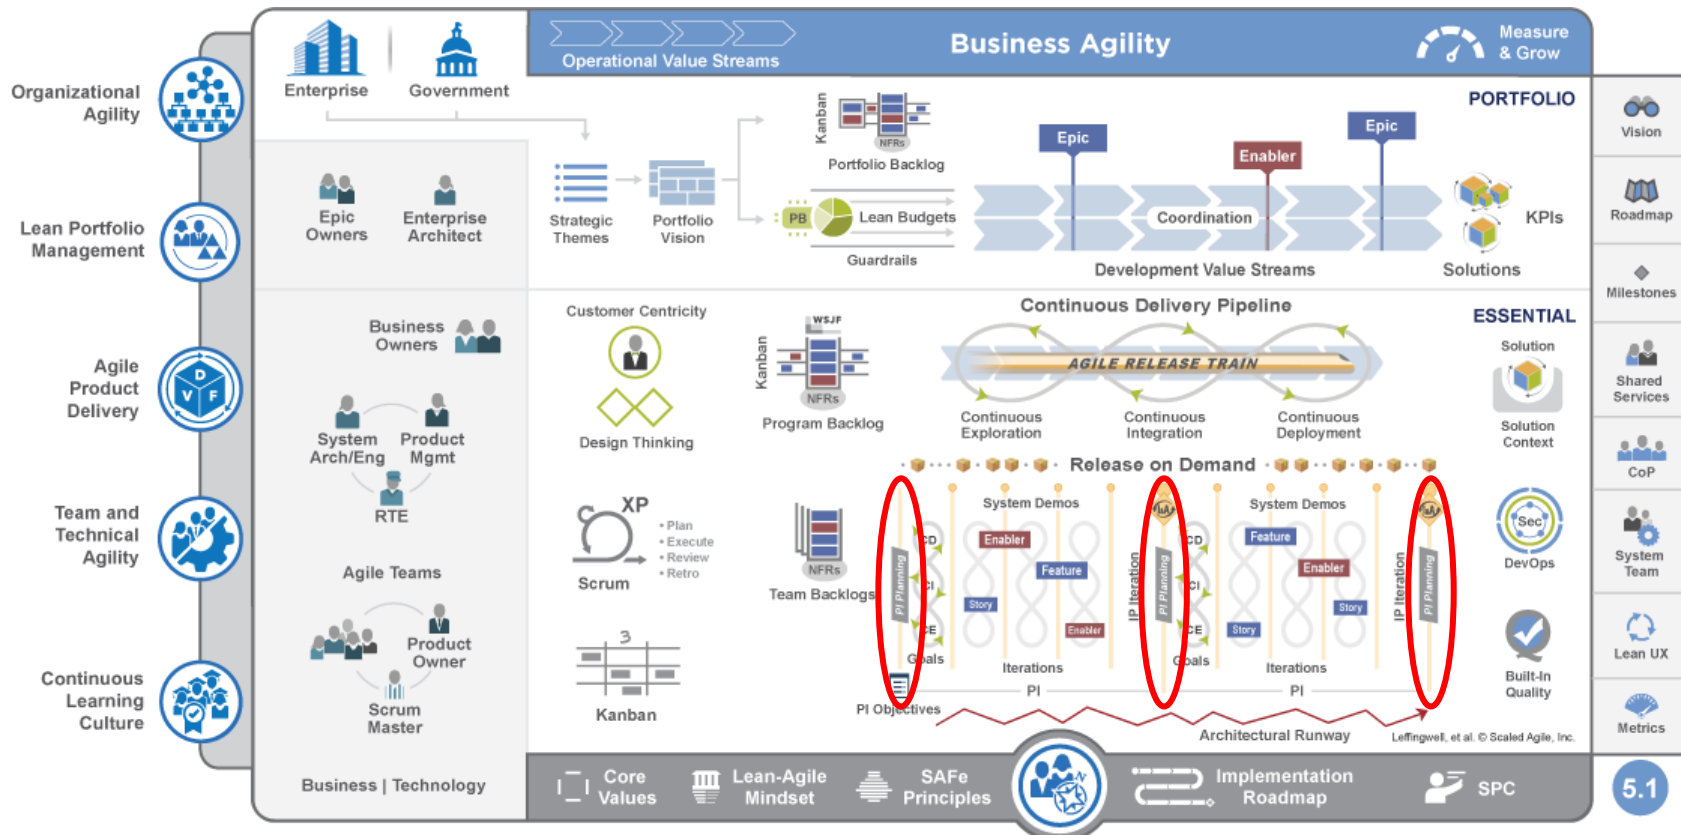 Organizational
Agility
Lean Portfolio
Management
Agile
Product
Delivery
D
V F
Team and
Technical
Agility
Continuous
Learning
Culture
Enterprise
Government
Operational Value Streams
Business Agility
Measure
& Grow
PORTFOLIO
Epic
Owners
Enterprise
Architect
Strategic
Themes
Portfolio
Vision
Kanban
NFRs
Portfolio Backlog
PB
Lean Budgets
Guardrails
Epic
Enabler
Epic
Coordination
Development Value Streams
KPIs
Solutions
Business
Owners
System
Arch/Eng
Product
Mgmt
RTE
Agile Teams
Product
Owner
Scrum
Master
Business | Technology
Customer Centricity
Design Thinking
XP
Scrum
• Plan
• Execute
• Review
• Retro
3
Kanban
WSJF
Kanban
NFRs
Program Backlog
NFRs
Team Backlogs
Continuous Delivery Pipeline
AGILE RELEASE TRAIN
Continuous
Exploration
Continuous
Integration
Continuous
Deployment
Release on Demand
ESSENTIAL
Solution
Solution
Context
Sec
DevOps
Built-In
Quality
PI Planning
CD
CI
CE
Goals
System Demos
Enabler
Feature
Story
Enabler
Iterations
IP Iteration
I&A
PI Planning
CD
CI
CE
Goals
System Demos
Feature
Enabler
Story
Story
Iterations
IP Iteration
I&A
PI Planning
PI
PI
PI Objectives
Architectural Runway
Leffingwell, et al. © Scaled Agile, Inc.
Core
Values
Lean-Agile
Mindset
SAFe
Principles
N
Implementation
Roadmap
SPC
Vision
Roadmap
Milestones
Shared
Services
CoP
System
Team
Lean UX
Metrics
5.1